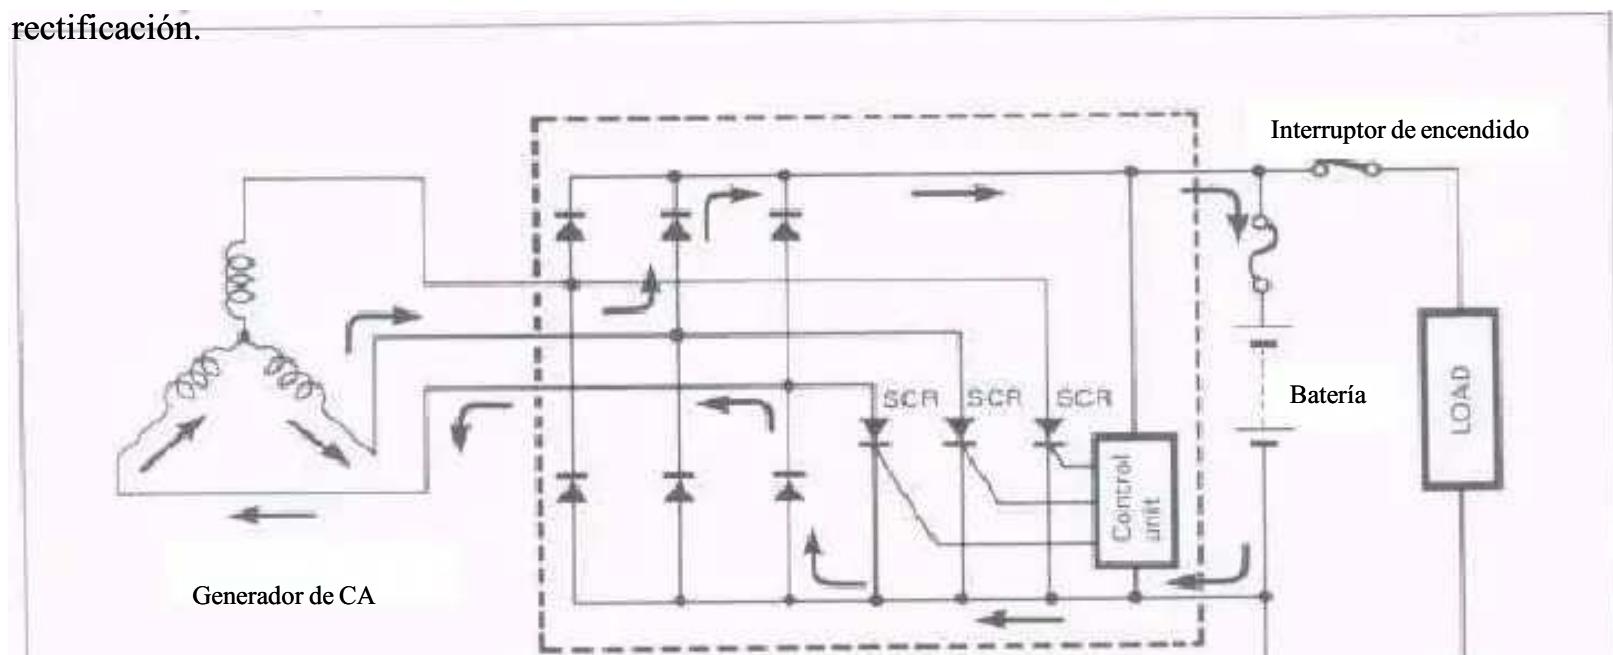 rectificación.
Interruptor de encendido
SCR SCR SCR
Batería
LOAD
Control
unit
Generador de CA